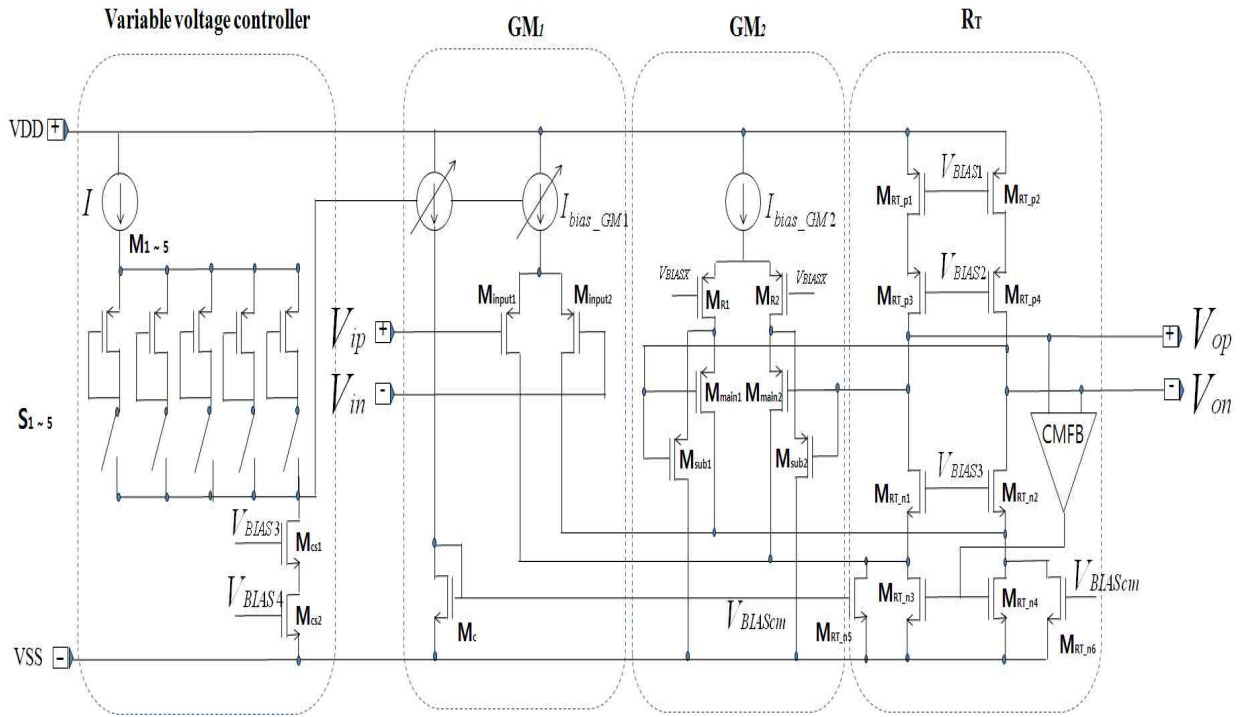 Variable voltage controller
GM1
GM2
RT
VDD +
I
M1 ~ 5
S1 ~ 5
VBIAS3
Mcs1
VBIAS4
Mcs2
VSS -
Ibias_GM1
Minput1
Minput2
Vip +
Vin -
Mc
Ibias_GM2
VBIASX
VBIASX
MR1
MR2
Mmain1
Mmain2
Msub1
Msub2
VBIAScm
VBIAS1
MRT_p1
MRT_p2
VBIAS2
MRT_p3
MRT_p4
+ Vop
- Von
CMFB
VBIAS3
MRT_n1
MRT_n2
MRT_n3
MRT_n4
VBIAScm
MRT_n5
MRT_n6